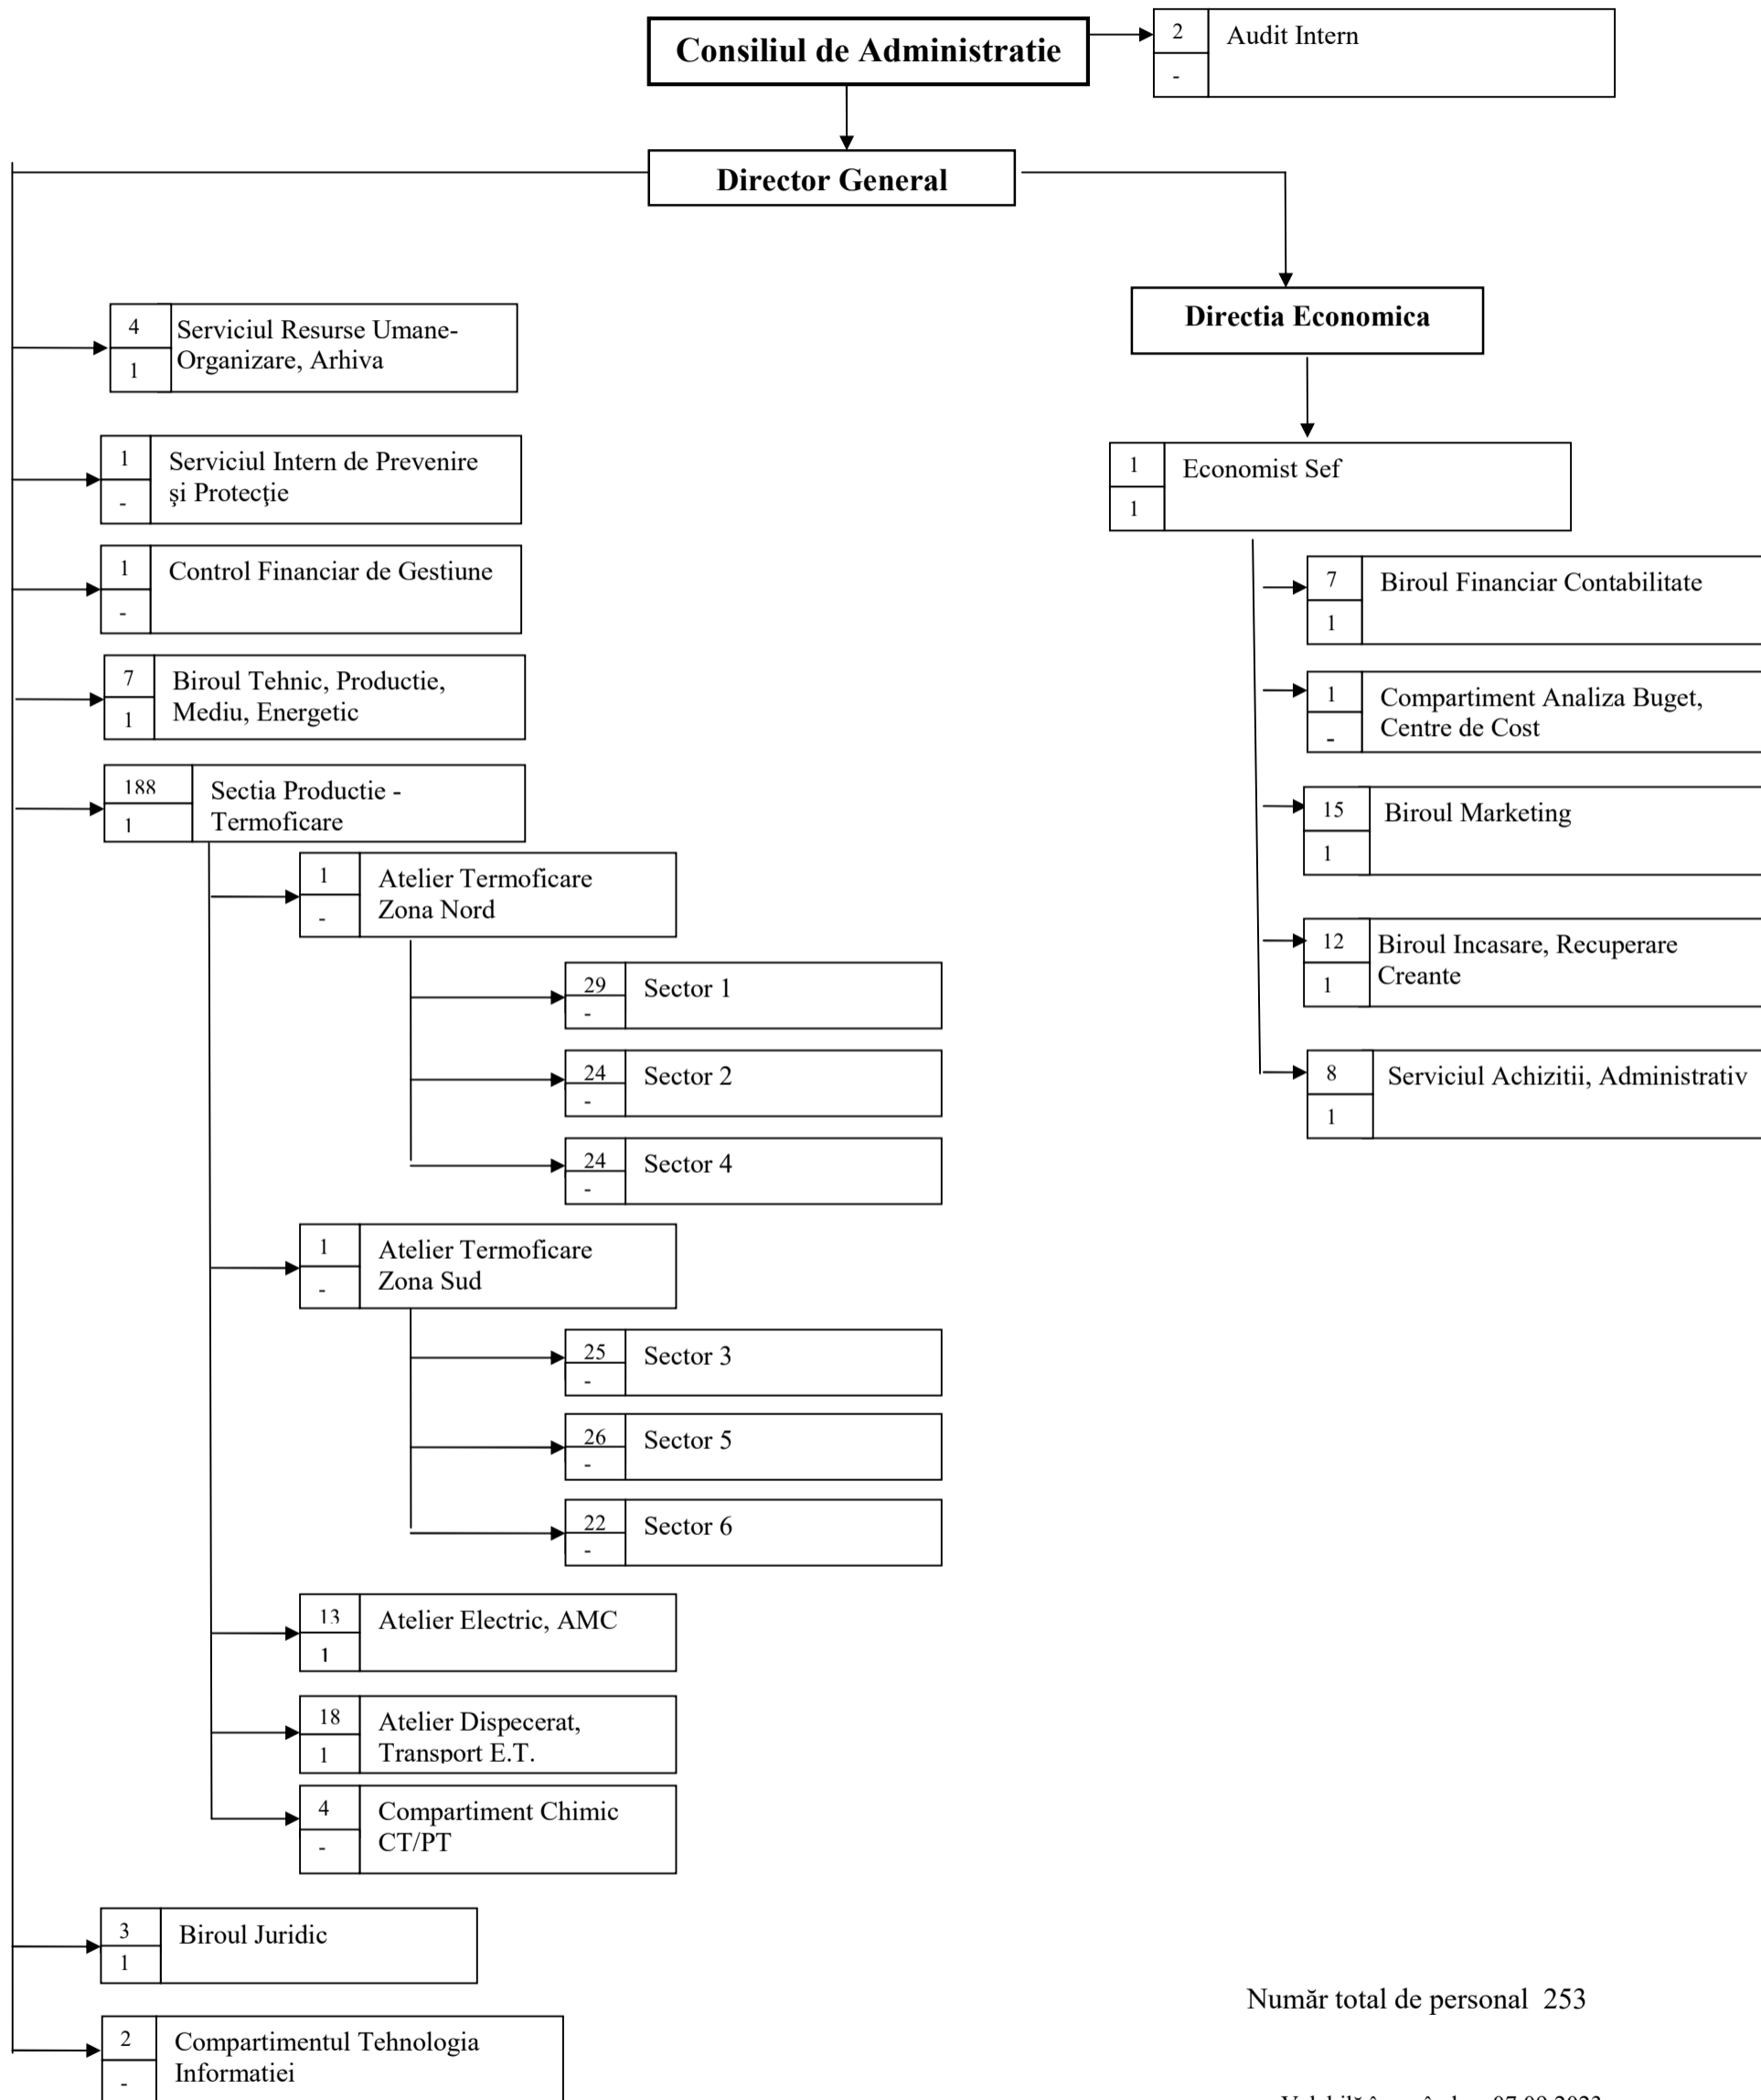 Consiliul de Administratie
2
Audit Intern
-
Director General
Directia Economica
4
Serviciul Resurse Umane-
Organizare, Arhiva
1
1
Serviciul Intern de Prevenire
şi Protecţie
-
1
Control Financiar de Gestiune
-
7
Biroul Tehnic, Productie,
Mediu, Energetic
1
188
Sectia Productie -
Termoficare
1
1
Atelier Termoficare
Zona Nord
-
29
Sector 1
-
24
Sector 2
-
24
Sector 4
-
1
Atelier Termoficare
Zona Sud
-
25
Sector 3
-
26
Sector 5
-
22
Sector 6
-
13
Atelier Electric, AMC
1
18
Atelier Dispecerat,
Transport E.T.
1
4
Compartiment Chimic
CT/PT
-
3
Biroul Juridic
1
2
Compartimentul Tehnologia
Informatiei
-
1
Economist Sef
1
7
Biroul Financiar Contabilitate
1
1
Compartiment Analiza Buget,
Centre de Cost
-
15
Biroul Marketing
1
12
Biroul Incasare, Recuperare
Creante
1
8
Serviciul Achizitii, Administrativ
1
Număr total de personal 253